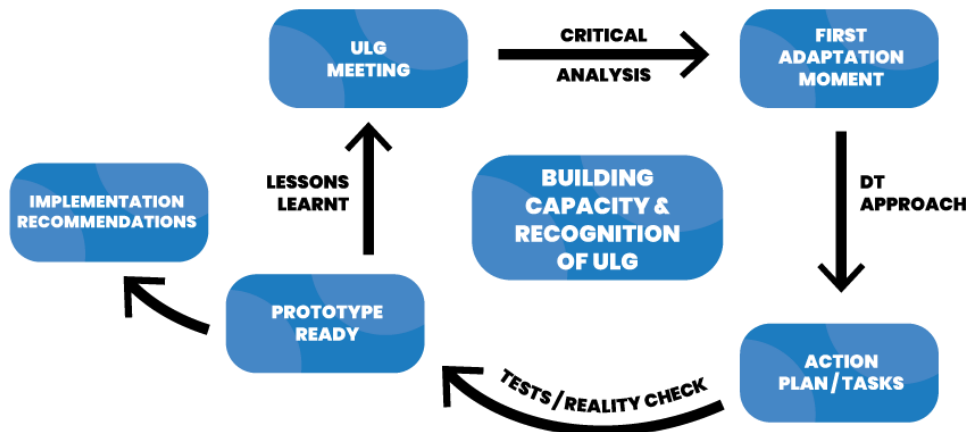 ULG
MEETING
CRITICAL
ANALYSIS
FIRST
ADAPTATION
MOMENT
DT
APPROACH
ACTION
PLAN / TASKS
TESTS / REALITY CHECK
PROTOTYPE
READY
LESSONS
LEARNT
IMPLEMENTATION
RECOMMENDATIONS
BUILDING
CAPACITY &
RECOGNITION
OF ULG